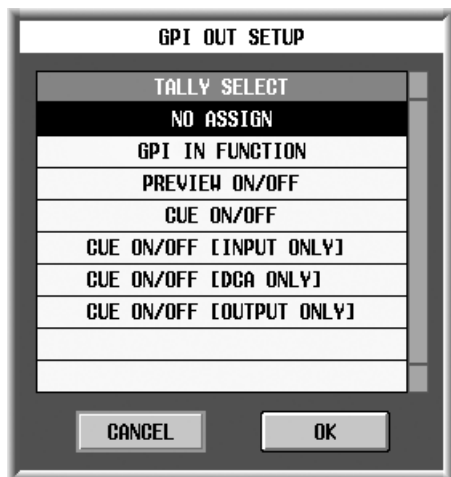 GPI OUT SETUP
TALLY SELECT
NO ASSIGN
GPI IN FUNCTION
PREVIEW ON/OFF
CUE ON/OFF
CUE ON/OFF [INPUT ONLY]
CUE ON/OFF [DCA ONLY]
CUE ON/OFF [OUTPUT ONLY]
CANCEL
OK